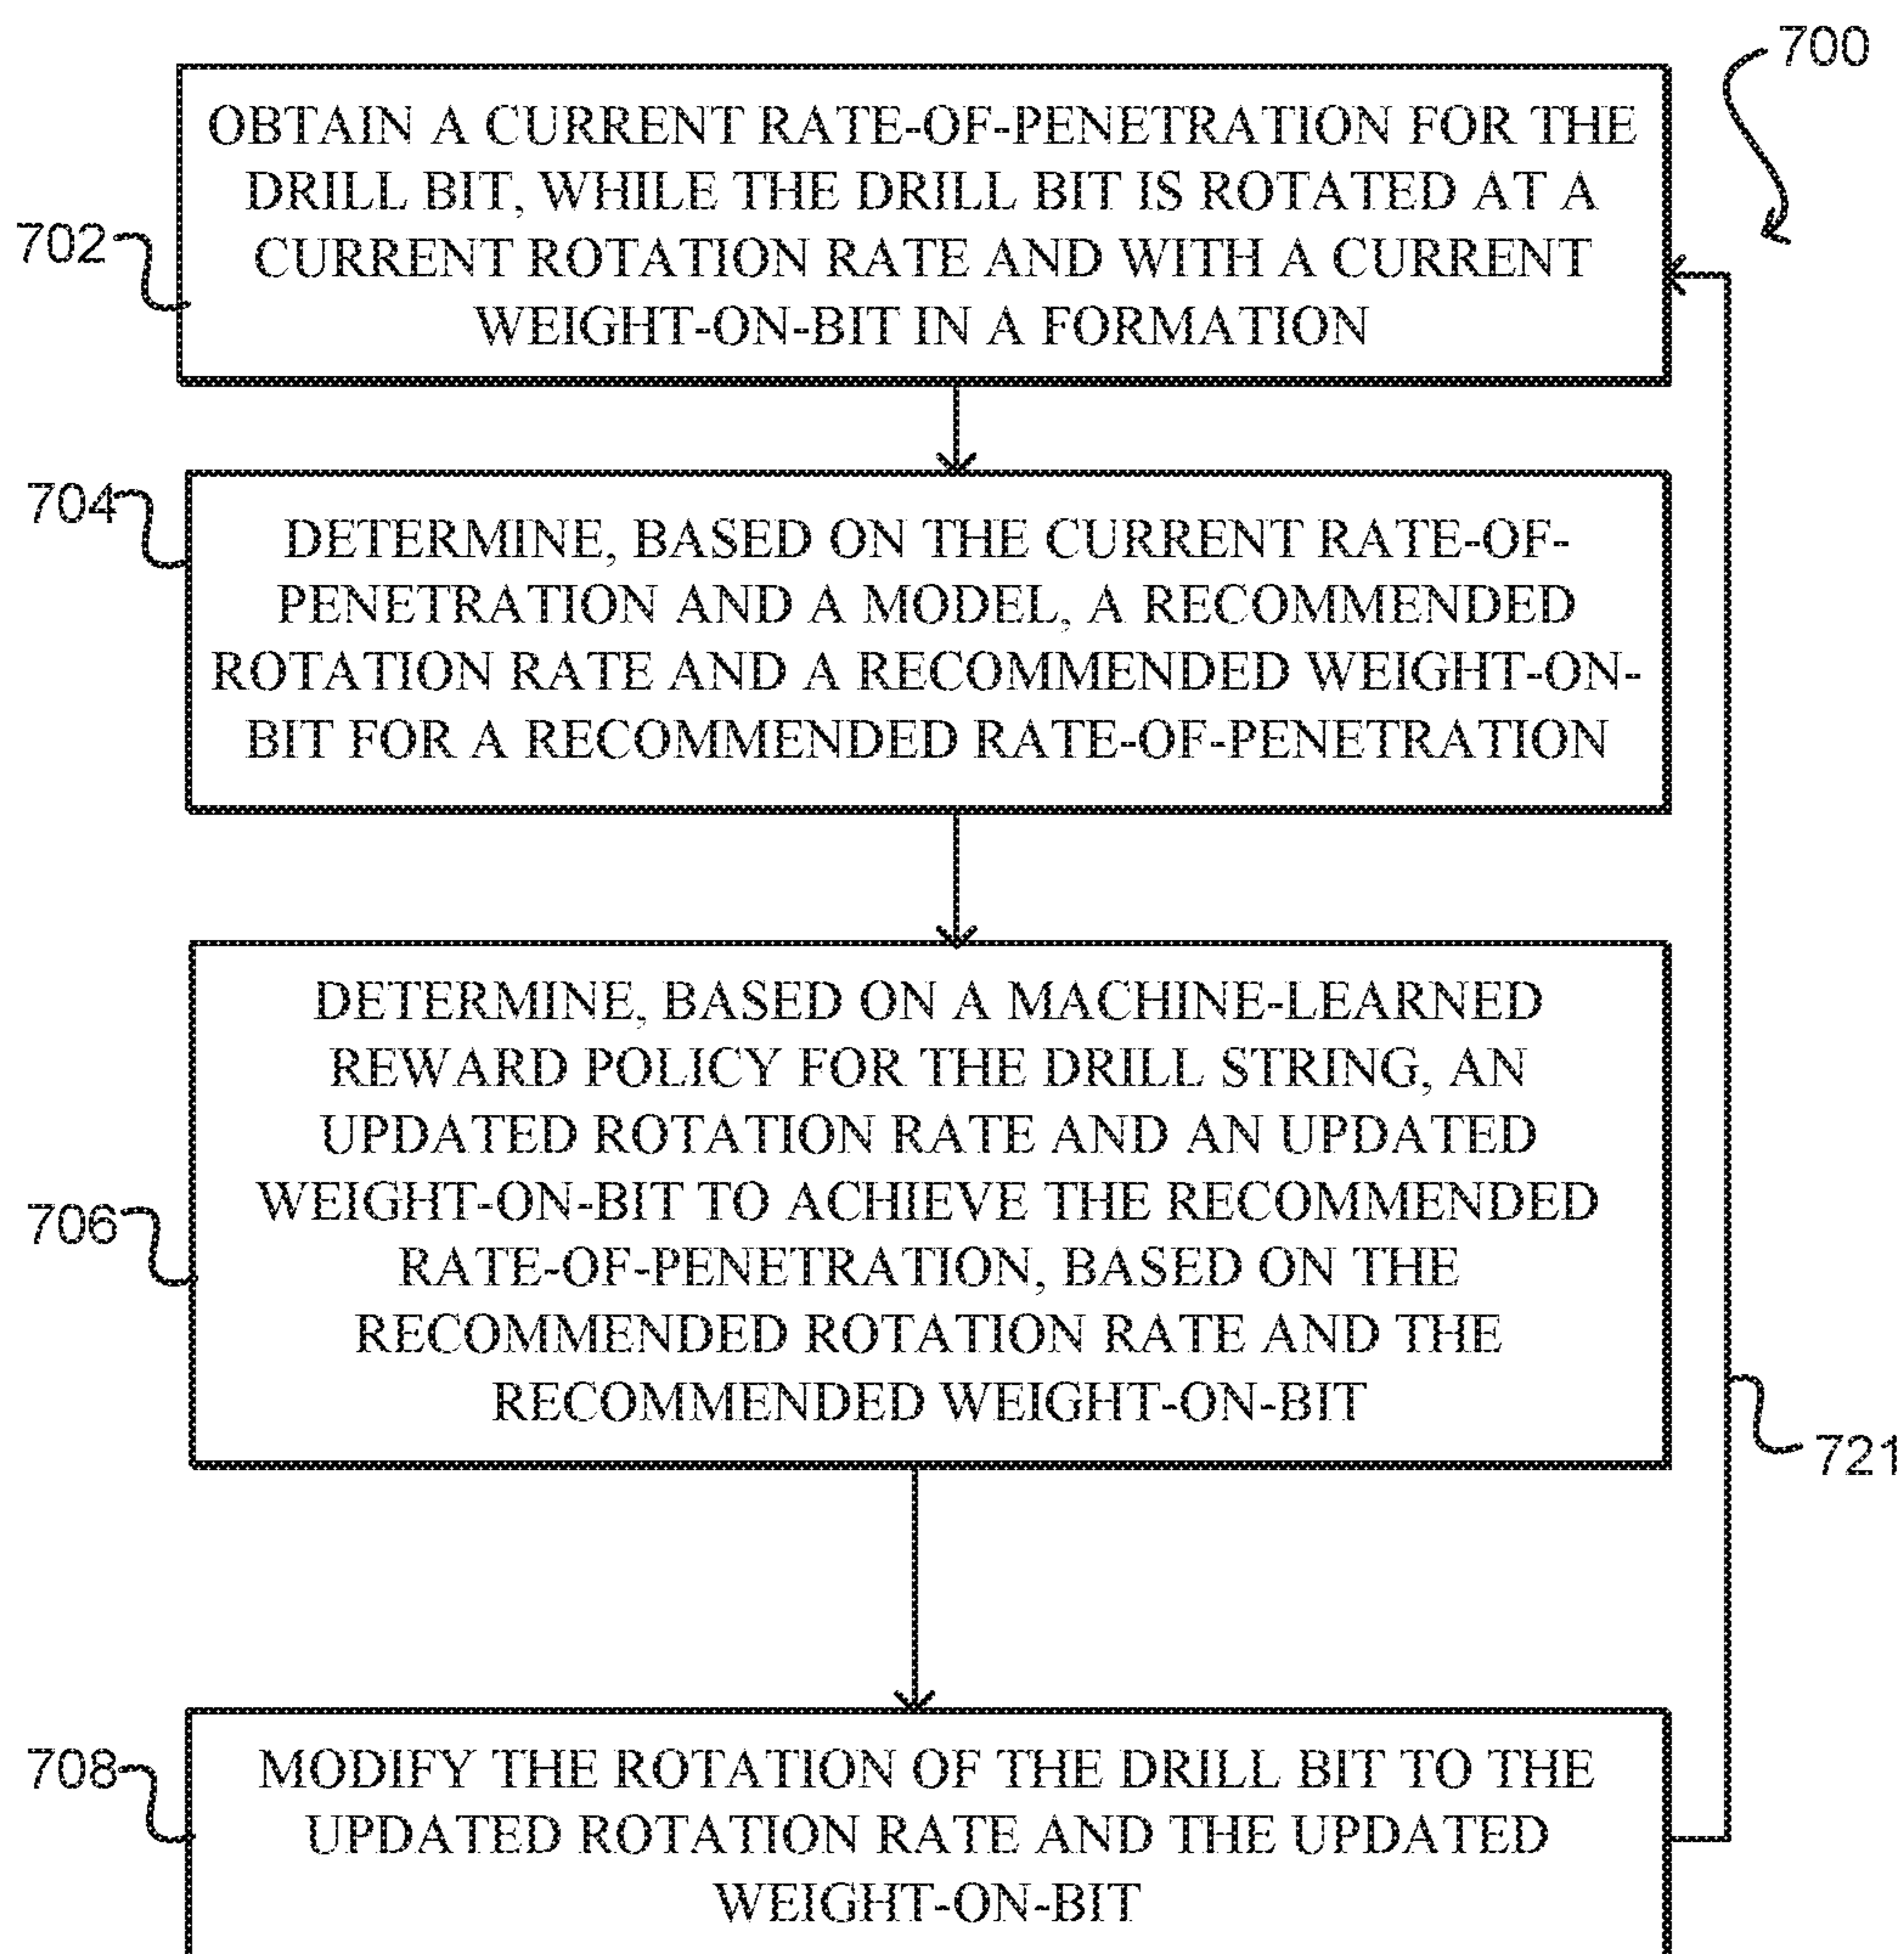 700
OBTAIN A CURRENT RATE-OF-PENETRATION FOR THE
DRILL BIT, WHILE THE DRILL BIT IS ROTATED AT A
CURRENT ROTATION RATE AND WITH A CURRENT
WEIGHT-ON-BIT IN A FORMATION
702
704
DETERMINE, BASED ON THE CURRENT RATE-OF-
PENETRATION AND A MODEL, A RECOMMENDED
ROTATION RATE AND A RECOMMENDED WEIGHT-ON-
BIT FOR A RECOMMENDED RATE-OF-PENETRATION
DETERMINE, BASED ON A MACHINE-LEARNED
REWARD POLICY FOR THE DRILL STRING, AN
UPDATED ROTATION RATE AND AN UPDATED
WEIGHT-ON-BIT TO ACHIEVE THE RECOMMENDED
RATE-OF-PENETRATION, BASED ON THE
RECOMMENDED ROTATION RATE AND THE
RECOMMENDED WEIGHT-ON-BIT
706
721
708
MODIFY THE ROTATION OF THE DRILL BIT TO THE
UPDATED ROTATION RATE AND THE UPDATED
WEIGHT-ON-BIT